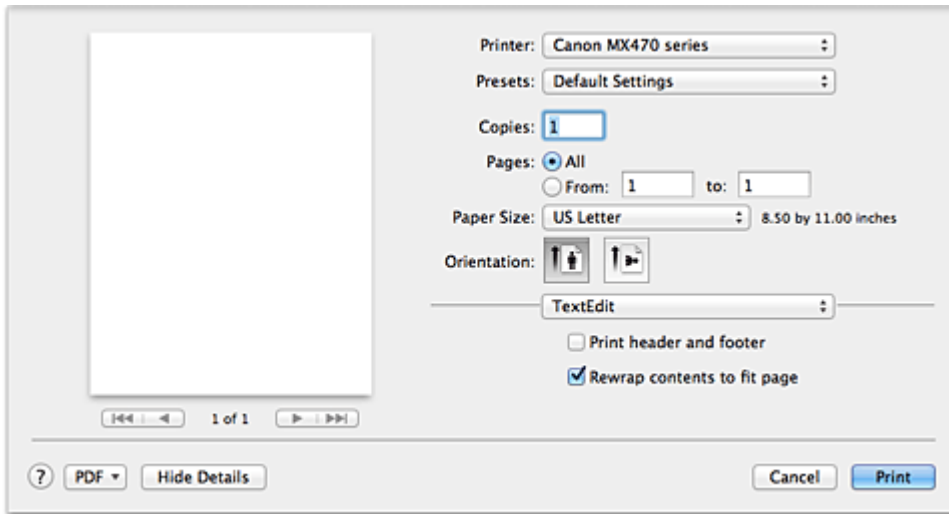 Printer: Canon MX470 series
Presets: Default Settings
Copies: 1
Pages: All
From: 1 to: 1
Paper Size: US Letter 8.50 by 11.00 inches
Orientation:
TextEdit
Print header and footer
Rewrap contents to fit page
1 of 1
? PDF Hide Details Cancel Print